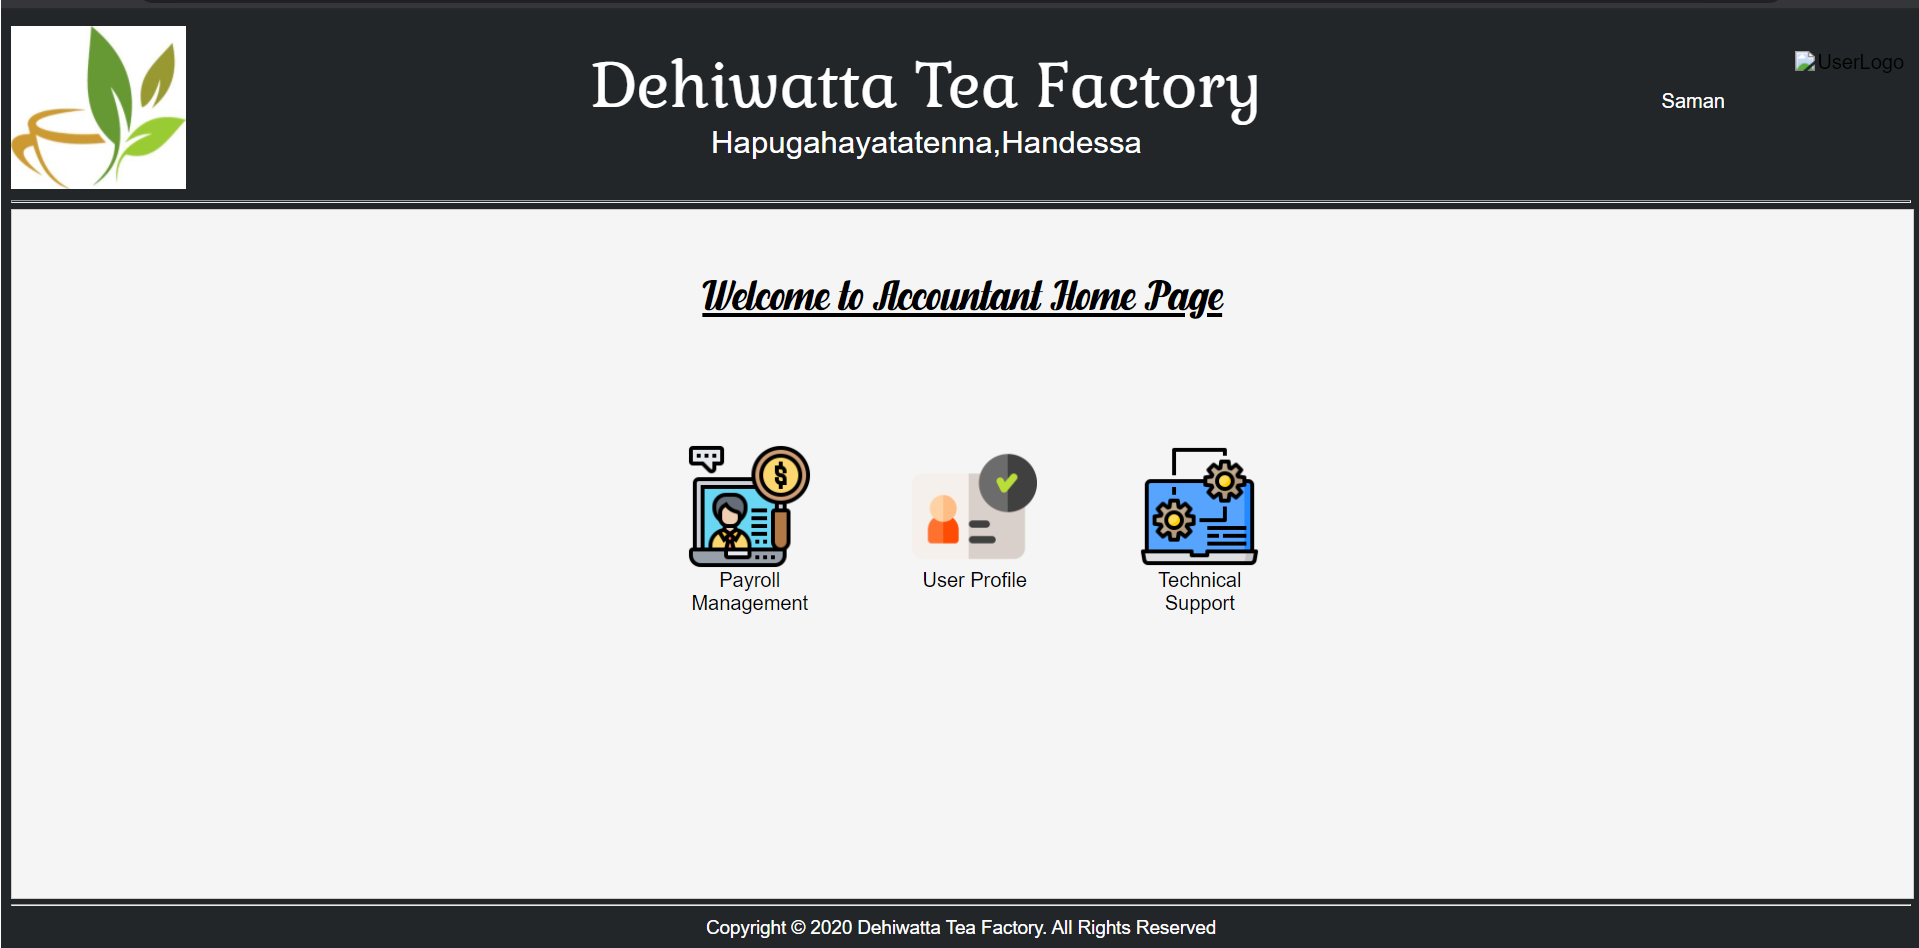 Dehiwatta Tea Factory
Hapugahayatatenna,Handessa
Saman
UserLogo
Welcome to Accountant Home Page
Payroll
Management
User Profile
Technical
Support
Copyright © 2020 Dehiwatta Tea Factory. All Rights Reserved